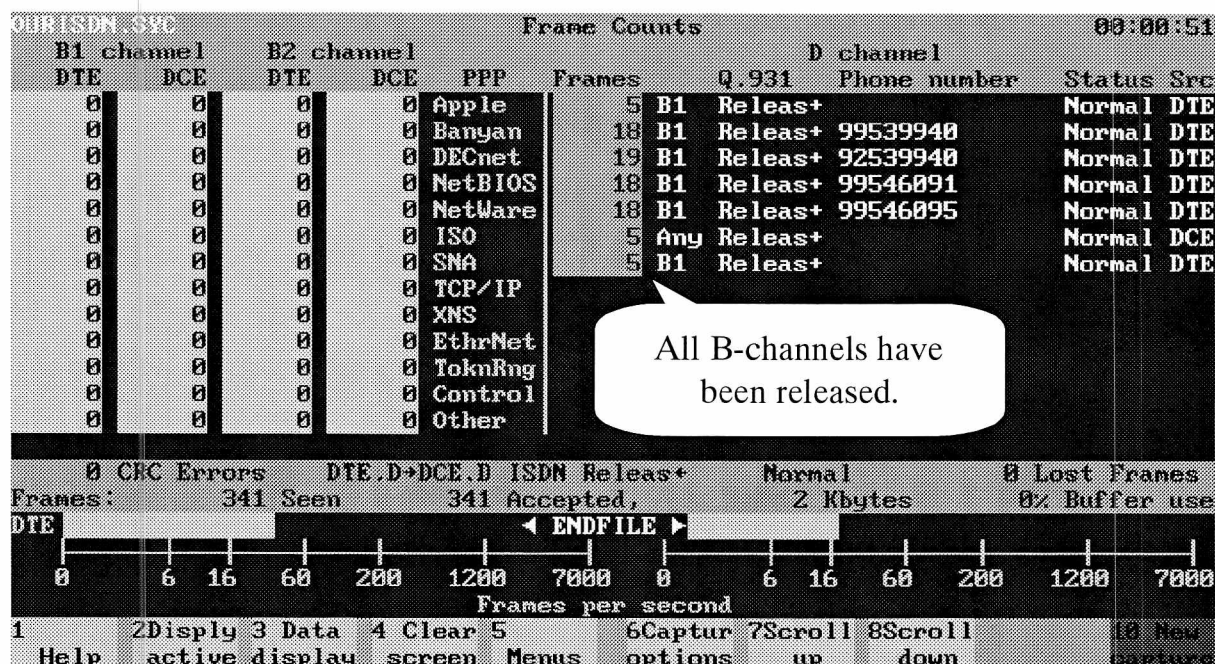 OURISDN.SYC Frame Counts 00:00:51
B1 channel B2 channel D channel
DTE DCE DTE DCE PPP Frames Q.931 Phone number Status Src
0 0 0 0 Apple 5 B1 Releas+ Normal DTE
0 0 0 0 Banyan 18 B1 Releas+ 99539940 Normal DTE
0 0 0 0 DECnet 19 B1 Releas+ 92539940 Normal DTE
0 0 0 0 NetBIOS 18 B1 Releas+ 99546091 Normal DTE
0 0 0 0 NetWare 18 B1 Releas+ 99546095 Normal DTE
0 0 0 0 ISO 5 Any Releas+ Normal DCE
0 0 0 0 SNA 5 B1 Releas+ Normal DTE
0 0 0 0 TCP/IP
0 0 0 0 XNS
0 0 0 0 EthrNet
0 0 0 0 ToknRng
0 0 0 0 Control
0 0 0 0 Other
All B-channels have
been released.
0 CRC Errors DTE.D→DCE.D ISDN Releas+ Normal 0 Lost Frames
Frames: 341 Seen 341 Accepted, 2 Kbytes 0% Buffer use
DTE ◄ ENDFILE ►
0 6 16 60 200 1200 7000 0 6 16 60 200 1200 7000
Frames per second
1 2Disply 3 Data 4 Clear 5 6Captur 7Scroll 8Scroll 10 New
Help active display screen Menus options up down capture